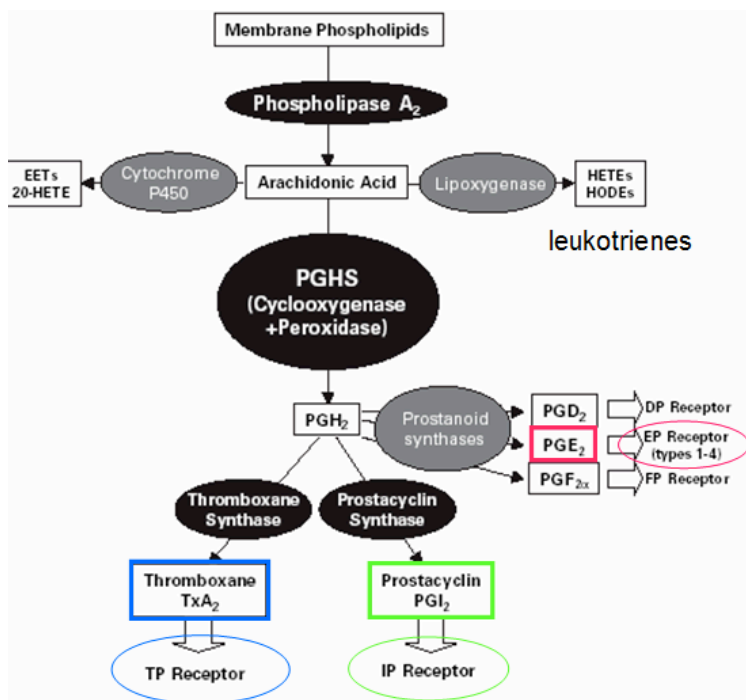 Membrane Phospholipids
Phospholipase A₂
EETs
20-HETE
Cytochrome
P450
Arachidonic Acid
Lipoxygenase
HETEs
HODEs
leukotrienes
PGHS
(Cyclooxygenase
+Peroxidase)
PGH₂
Prostanoid
synthases
PGD₂
DP Receptor
PGE₂
EP Receptor
(types 1-4)
PGF₂α
FP Receptor
Thromboxane
Synthase
Prostacyclin
Synthase
Thromboxane
TxA₂
Prostacyclin
PGI₂
TP Receptor
IP Receptor